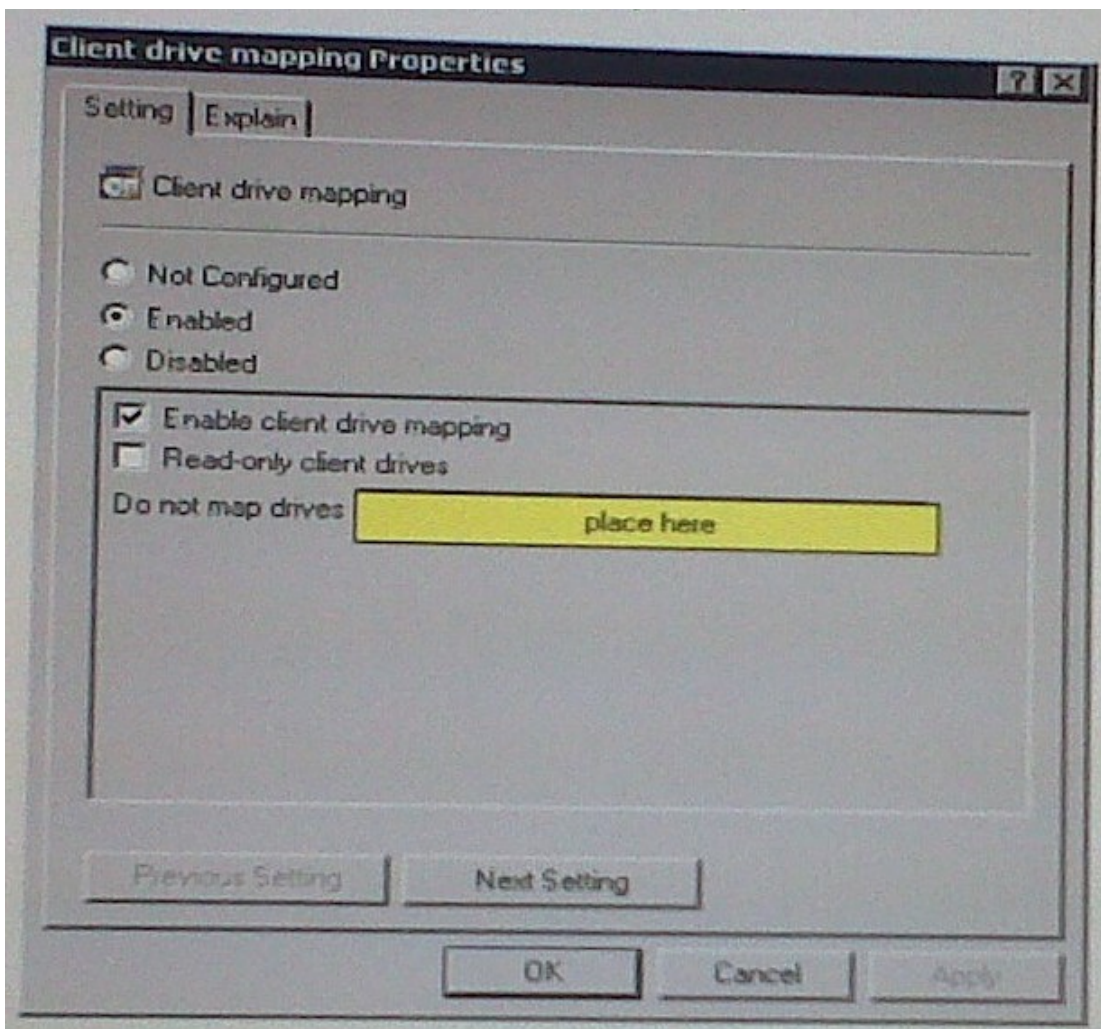 Client drive mapping Properties
Setting Explain
Client drive mapping
Not Configured
Enabled
Disabled
Enable client drive mapping
Read-only client drives
Do not map drives place here
Previous Setting Next Setting
OK Cancel Apply